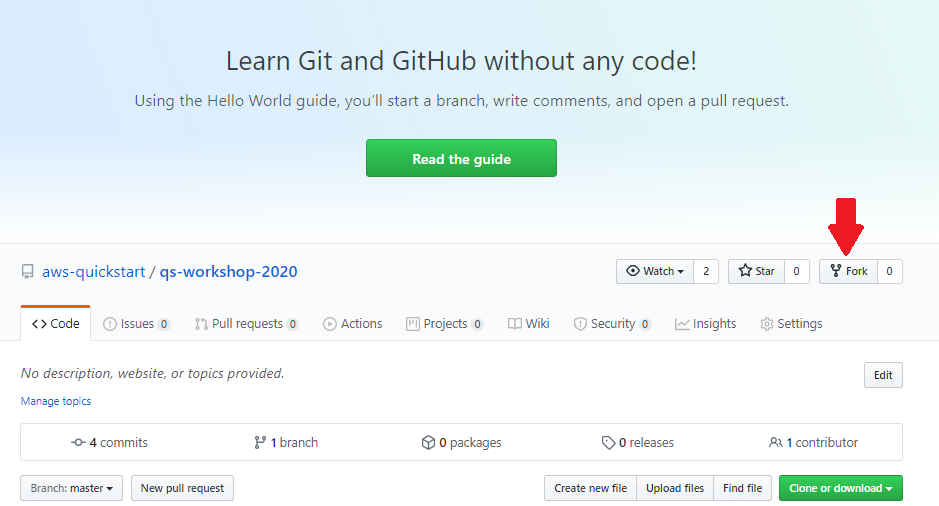 Learn Git and GitHub without any code!
Using the Hello World guide, you’ll start a branch, write comments, and open a pull request.
Read the guide
aws-quickstart / qs-workshop-2020 Watch 2 Star 0 Fork 0
Code Issues 0 Pull requests 0 Actions Projects 0 Wiki Security 0 Insights Settings
No description, website, or topics provided. Edit
Manage topics
4 commits 1 branch 0 packages 0 releases 1 contributor
Branch: master New pull request Create new file Upload files Find file Clone or download